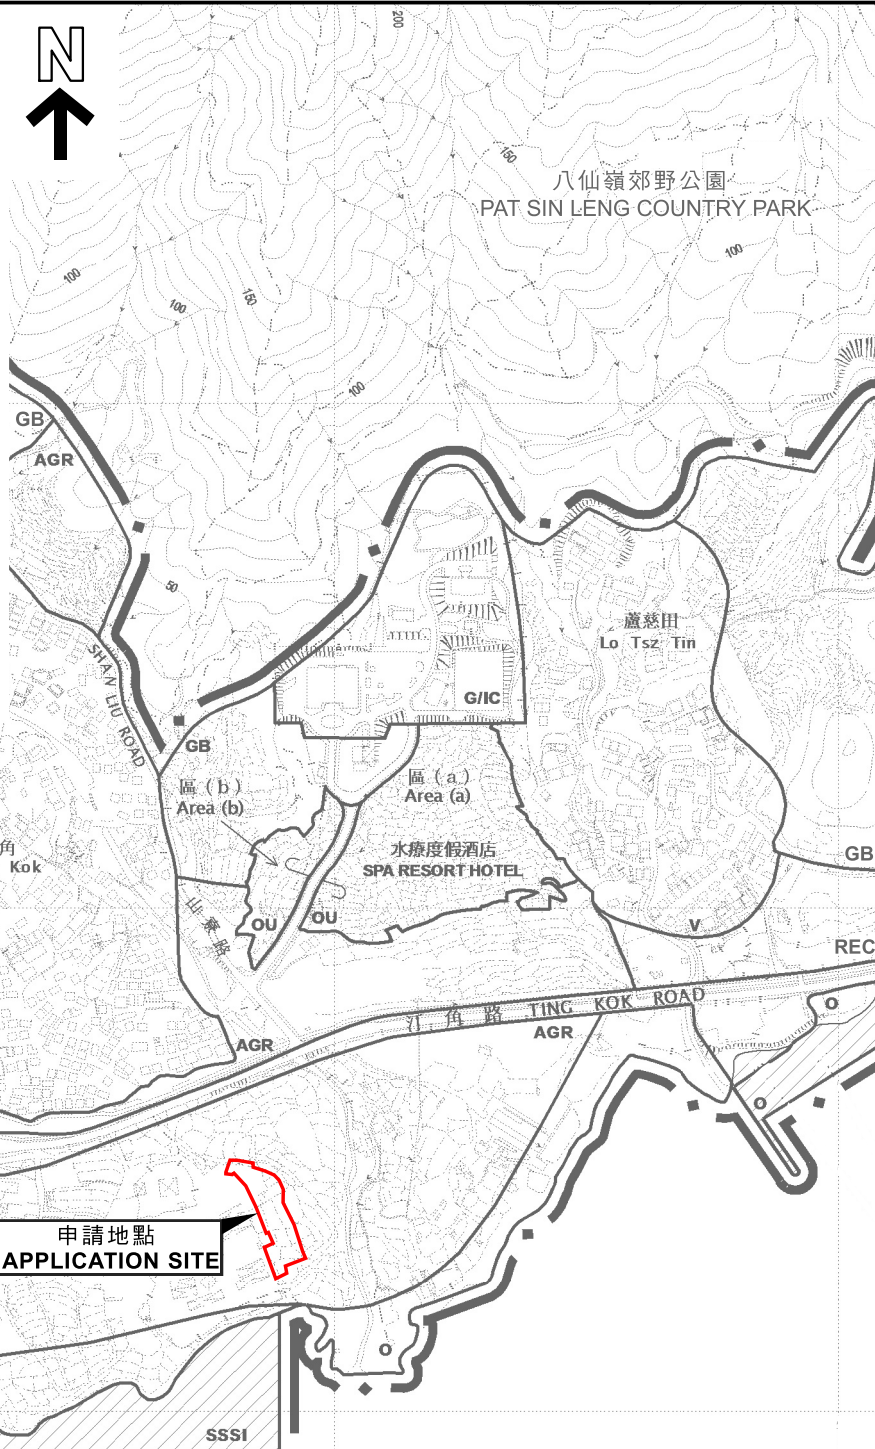 N
200
150
八仙嶺郊野公園
PAT SIN LENG COUNTRY PARK
100
100
150
100
100
GB
AGR
50
蘆慈田
Lo Tsz Tin
SHAN LIU ROAD
G/IC
GB
區(b)
Area (b)
區(a)
Area (a)
角
Kok
水療度假酒店
SPA RESORT HOTEL
GB
OU
OU
V
山寮路
REC
汀角路 TING KOK ROAD
O
AGR
AGR
O
申請地點
APPLICATION SITE
O
SSSI